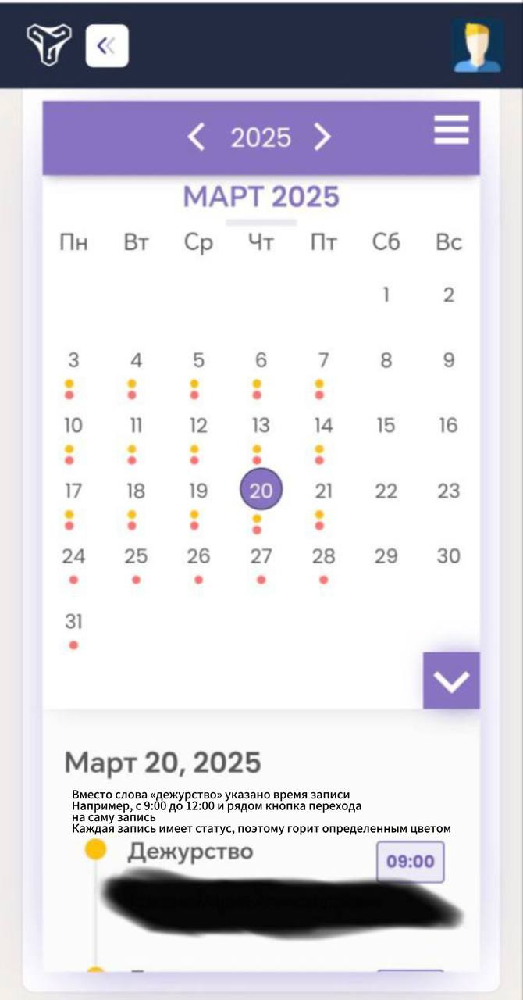 2025
МАРТ 2025
Пн Вт Ср Чт Пт Сб Вс
1 2
3 4 5 6 7 8 9
10 11 12 13 14 15 16
17 18 19 20 21 22 23
24 25 26 27 28 29 30
31
Март 20, 2025
Вместо слова «дежурство» указано время записи
Например, с 9:00 до 12:00 и рядом кнопка перехода
на саму запись
Каждая запись имеет статус, поэтому горит определенным цветом
Дежурство 09:00